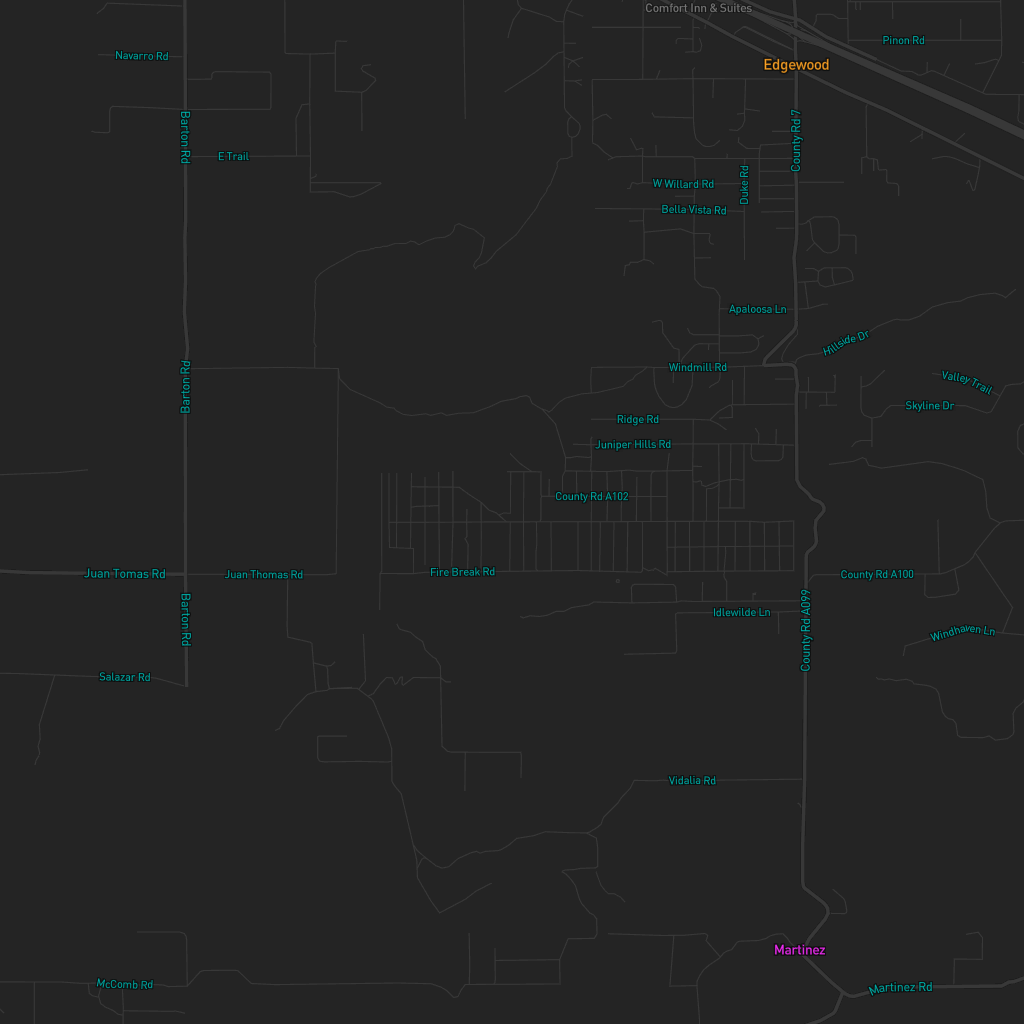 Comfort Inn & Suites
Pinon Rd
Navarro Rd
Edgewood
Barton Rd
County Rd 7
E Trail
W Willard Rd
Duke Rd
Bella Vista Rd
Apaloosa Ln
Hillside Dr
Windmill Rd
Barton Rd
Valley Trail
Skyline Dr
Ridge Rd
Juniper Hills Rd
County Rd A102
Juan Tomas Rd
Juan Thomas Rd
Fire Break Rd
County Rd A100
Barton Rd
Idlewilde Ln
County Rd A099
Windhaven Ln
Salazar Rd
Vidalia Rd
Martinez
McComb Rd
Martinez Rd